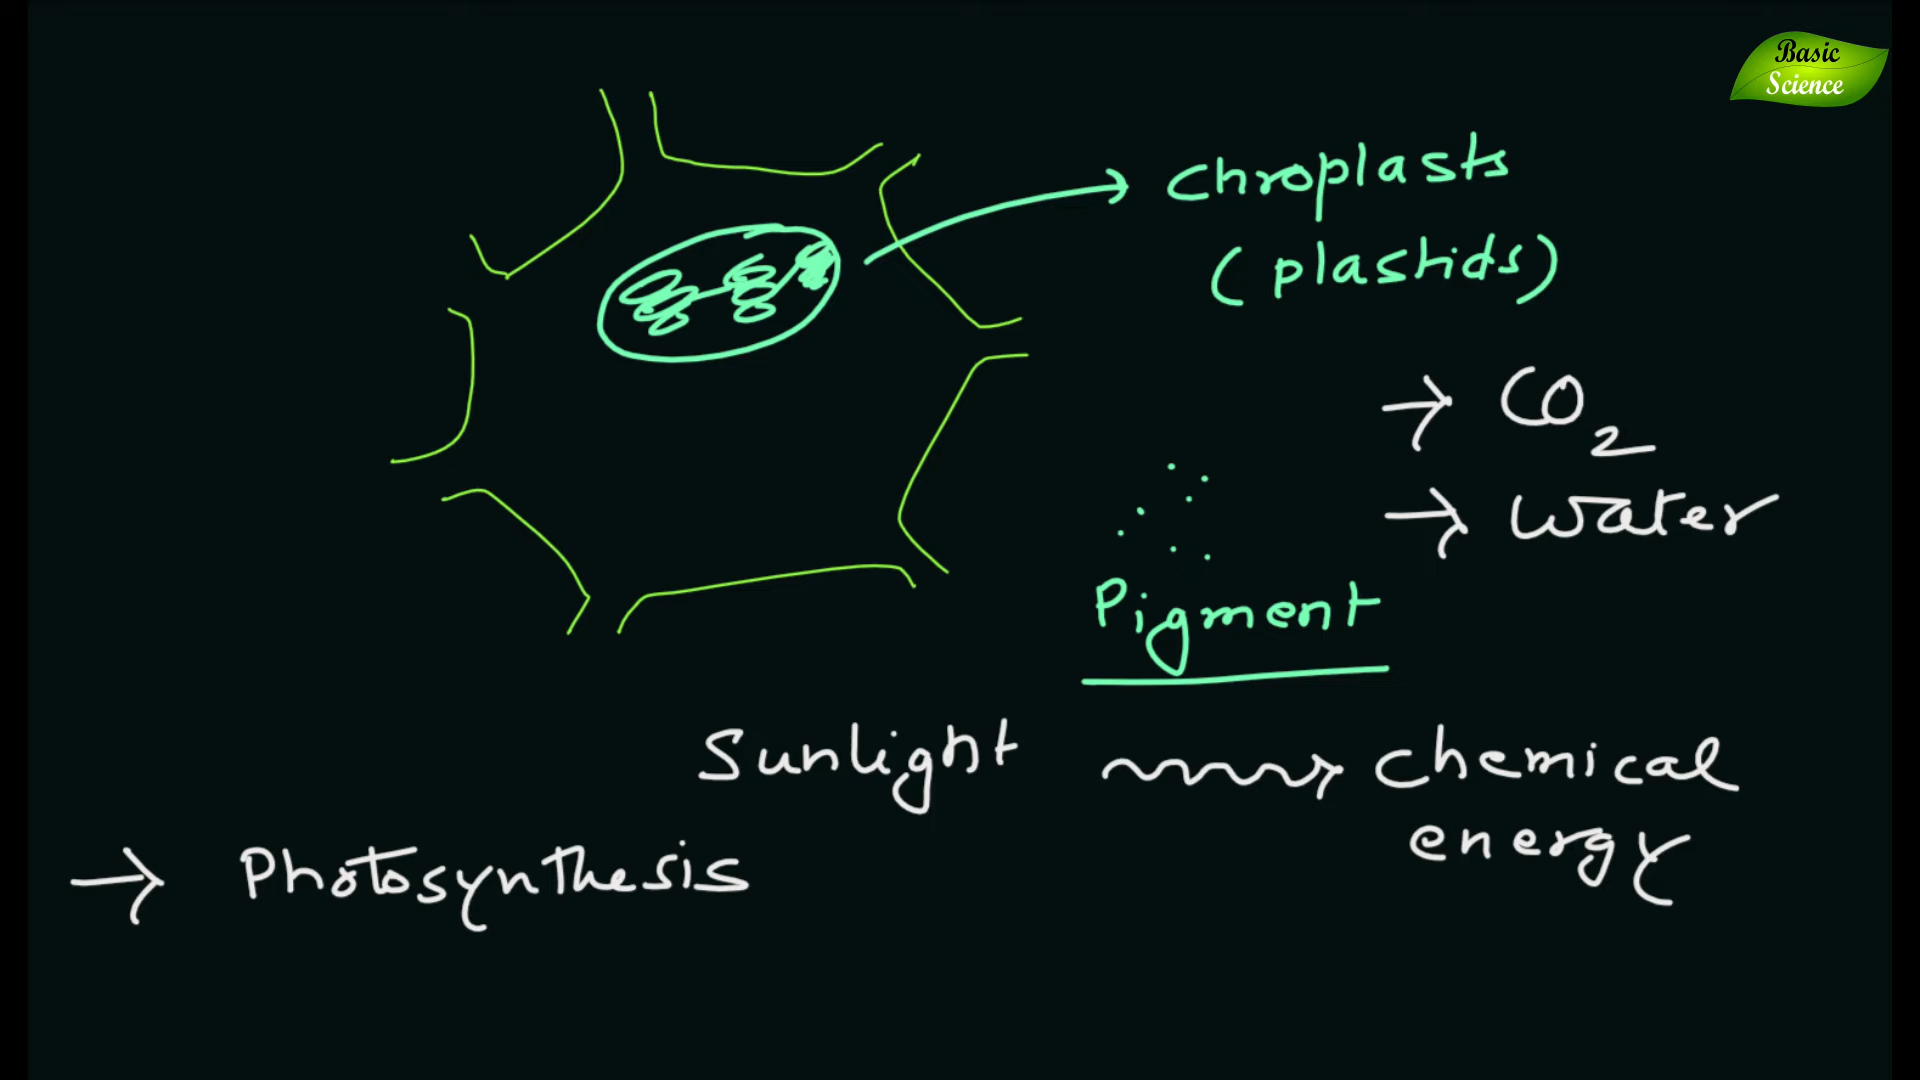 Basic
Science
Chroplasts
(plastids)
→ CO2
→ Water
Pigment
Sunlight → chemical
energy
→ Photosynthesis